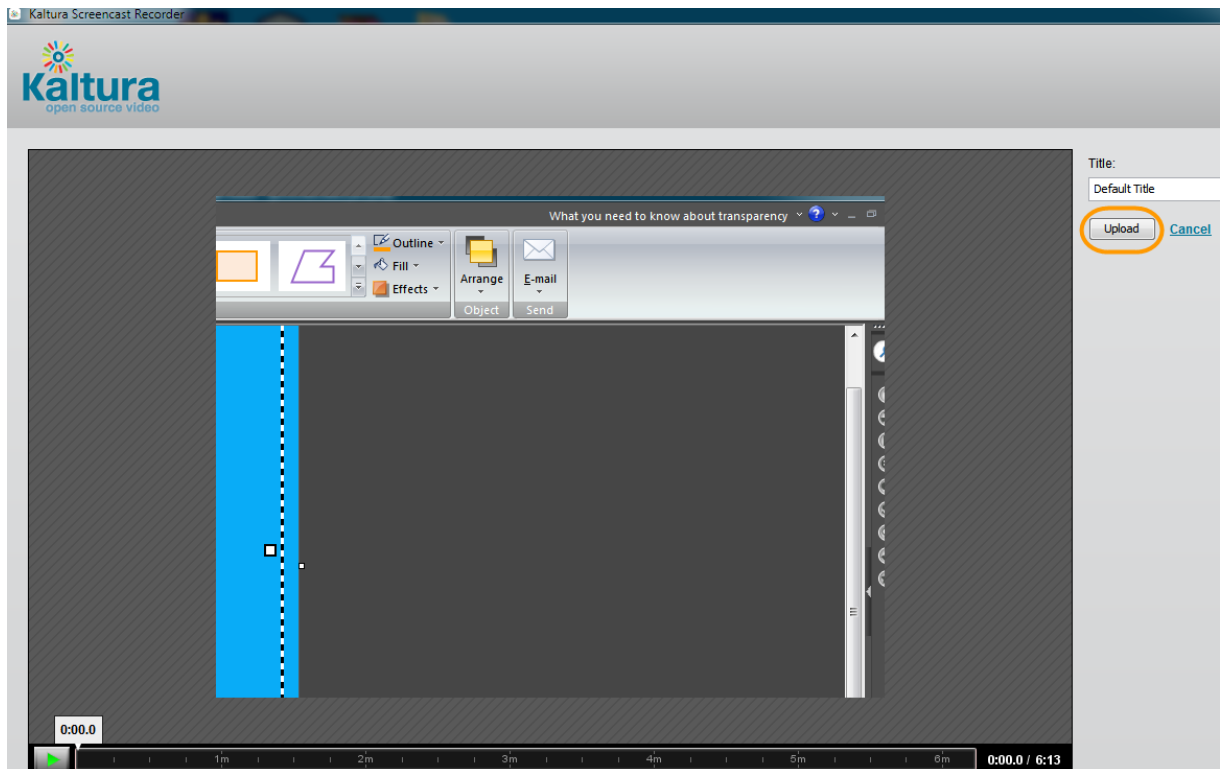 Kaltura Screencast Recorder
Kaltura
open source video
Title:
Default Title
Upload Cancel
What you need to know about transparency
Outline
Fill
Effects
Arrange
E-mail
Object
Send
0:00.0
1m 2m 3m 4m 5m 6m 0:00.0 / 6:13